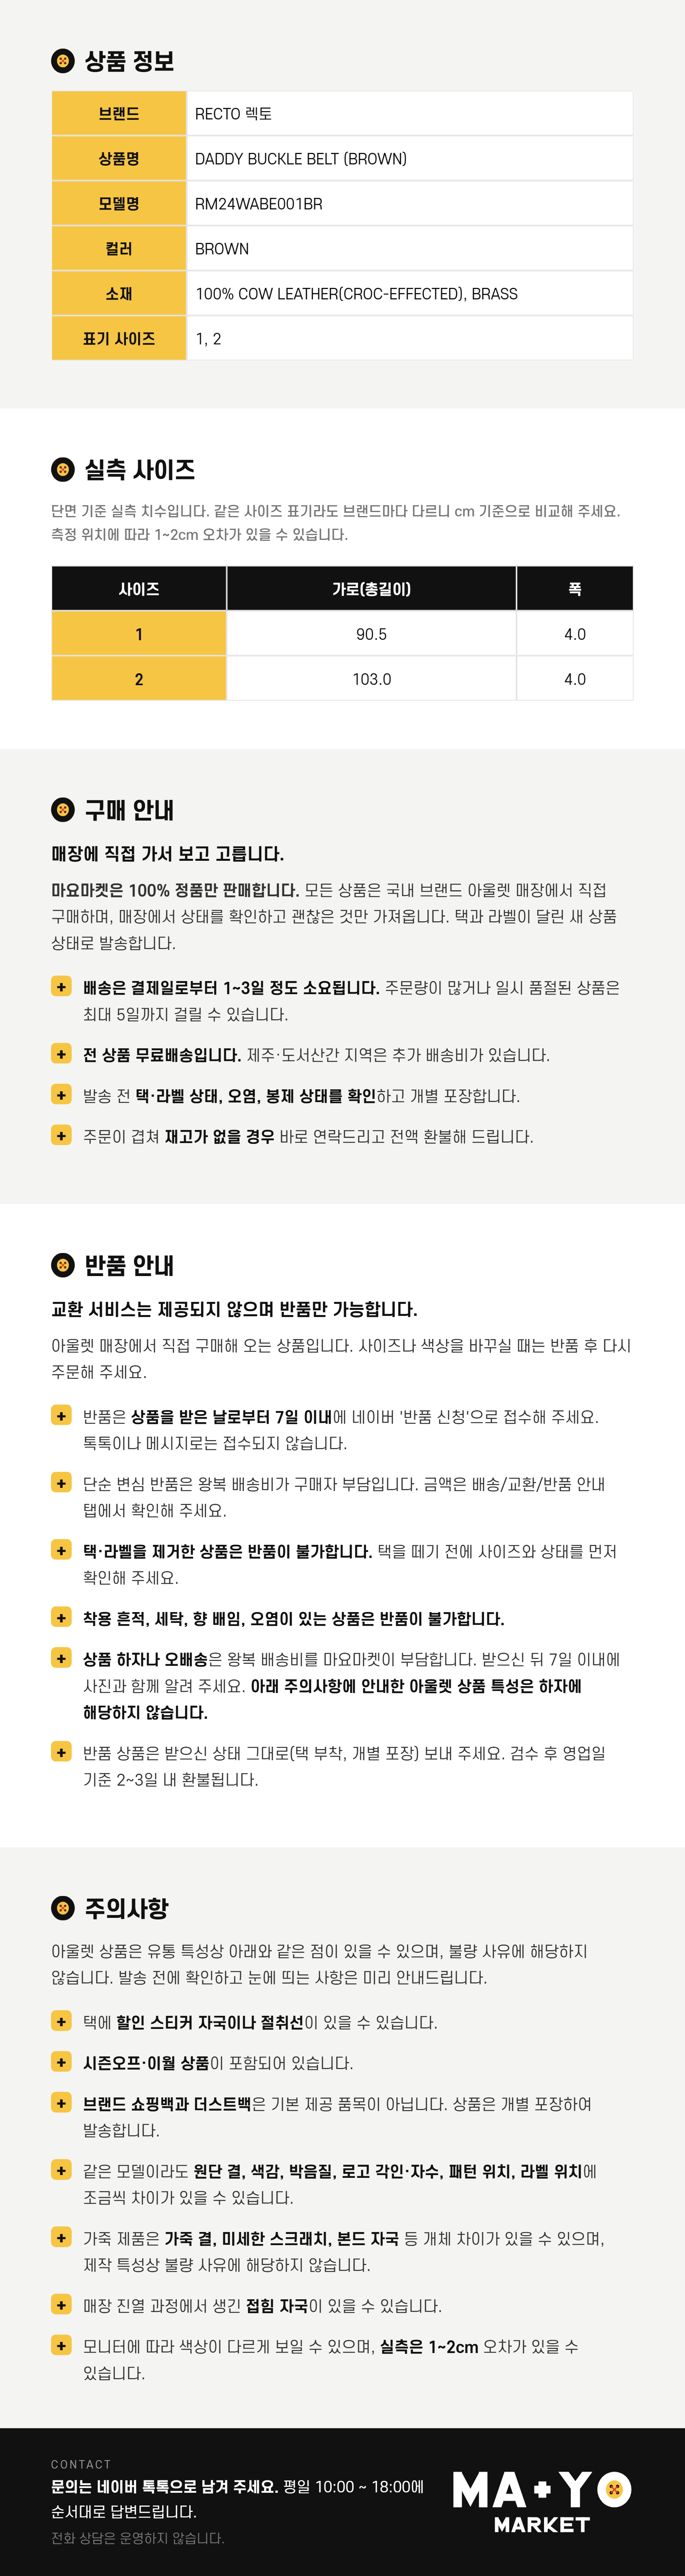 상품 정보
브랜드 RECTO 렉토
상품명 DADDY BUCKLE BELT (BROWN)
모델명 RM24WABE001BR
컬러 BROWN
소재 100% COW LEATHER(CROC-EFFECTED), BRASS
표기 사이즈 1, 2
실측 사이즈
단면 기준 실측 치수입니다. 같은 사이즈 표기라도 브랜드마다 다르니 cm 기준으로 비교해 주세요.
측정 위치에 따라 1~2cm 오차가 있을 수 있습니다.
사이즈 가로(총길이) 폭
1 90.5 4.0
2 103.0 4.0
구매 안내
매장에 직접 가서 보고 고릅니다.
마요마켓은 100% 정품만 판매합니다. 모든 상품은 국내 브랜드 아울렛 매장에서 직접
구매하며, 매장에서 상태를 확인하고 괜찮은 것만 가져옵니다. 택과 라벨이 달린 새 상품
상태로 발송합니다.
+ 배송은 결제일로부터 1~3일 정도 소요됩니다. 주문량이 많거나 일시 품절된 상품은
최대 5일까지 걸릴 수 있습니다.
+ 전 상품 무료배송입니다. 제주·도서산간 지역은 추가 배송비가 있습니다.
+ 발송 전 택·라벨 상태, 오염, 봉제 상태를 확인하고 개별 포장합니다.
+ 주문이 겹쳐 재고가 없을 경우 바로 연락드리고 전액 환불해 드립니다.
반품 안내
교환 서비스는 제공되지 않으며 반품만 가능합니다.
아울렛 매장에서 직접 구매해 오는 상품입니다. 사이즈나 색상을 바꾸실 때는 반품 후 다시
주문해 주세요.
+ 반품은 상품을 받은 날로부터 7일 이내에 네이버 '반품 신청'으로 접수해 주세요.
톡톡이나 메시지로는 접수되지 않습니다.
+ 단순 변심 반품은 왕복 배송비가 구매자 부담입니다. 금액은 배송/교환/반품 안내
탭에서 확인해 주세요.
+ 택·라벨을 제거한 상품은 반품이 불가합니다. 택을 떼기 전에 사이즈와 상태를 먼저
확인해 주세요.
+ 착용 흔적, 세탁, 향 배임, 오염이 있는 상품은 반품이 불가합니다.
+ 상품 하자나 오배송은 왕복 배송비를 마요마켓이 부담합니다. 받으신 뒤 7일 이내에
사진과 함께 알려 주세요. 아래 주의사항에 안내한 아울렛 상품 특성은 하자에
해당하지 않습니다.
+ 반품 상품은 받으신 상태 그대로(택 부착, 개별 포장) 보내 주세요. 검수 후 영업일
기준 2~3일 내 환불됩니다.
주의사항
아울렛 상품은 유통 특성상 아래와 같은 점이 있을 수 있으며, 불량 사유에 해당하지
않습니다. 발송 전에 확인하고 눈에 띄는 사항은 미리 안내드립니다.
+ 택에 할인 스티커 자국이나 절취선이 있을 수 있습니다.
+ 시즌오프·이월 상품이 포함되어 있습니다.
+ 브랜드 쇼핑백과 더스트백은 기본 제공 품목이 아닙니다. 상품은 개별 포장하여
발송합니다.
+ 같은 모델이라도 원단 결, 색감, 박음질, 로고 각인·자수, 패턴 위치, 라벨 위치에
조금씩 차이가 있을 수 있습니다.
+ 가죽 제품은 가죽 결, 미세한 스크래치, 본드 자국 등 개체 차이가 있을 수 있으며,
제작 특성상 불량 사유에 해당하지 않습니다.
+ 매장 진열 과정에서 생긴 접힘 자국이 있을 수 있습니다.
+ 모니터에 따라 색상이 다르게 보일 수 있으며, 실측은 1~2cm 오차가 있을 수
있습니다.
CONTACT
문의는 네이버 톡톡으로 남겨 주세요. 평일 10:00 ~ 18:00에
순서대로 답변드립니다.
전화 상담은 운영하지 않습니다.
MA+YO
MARKET